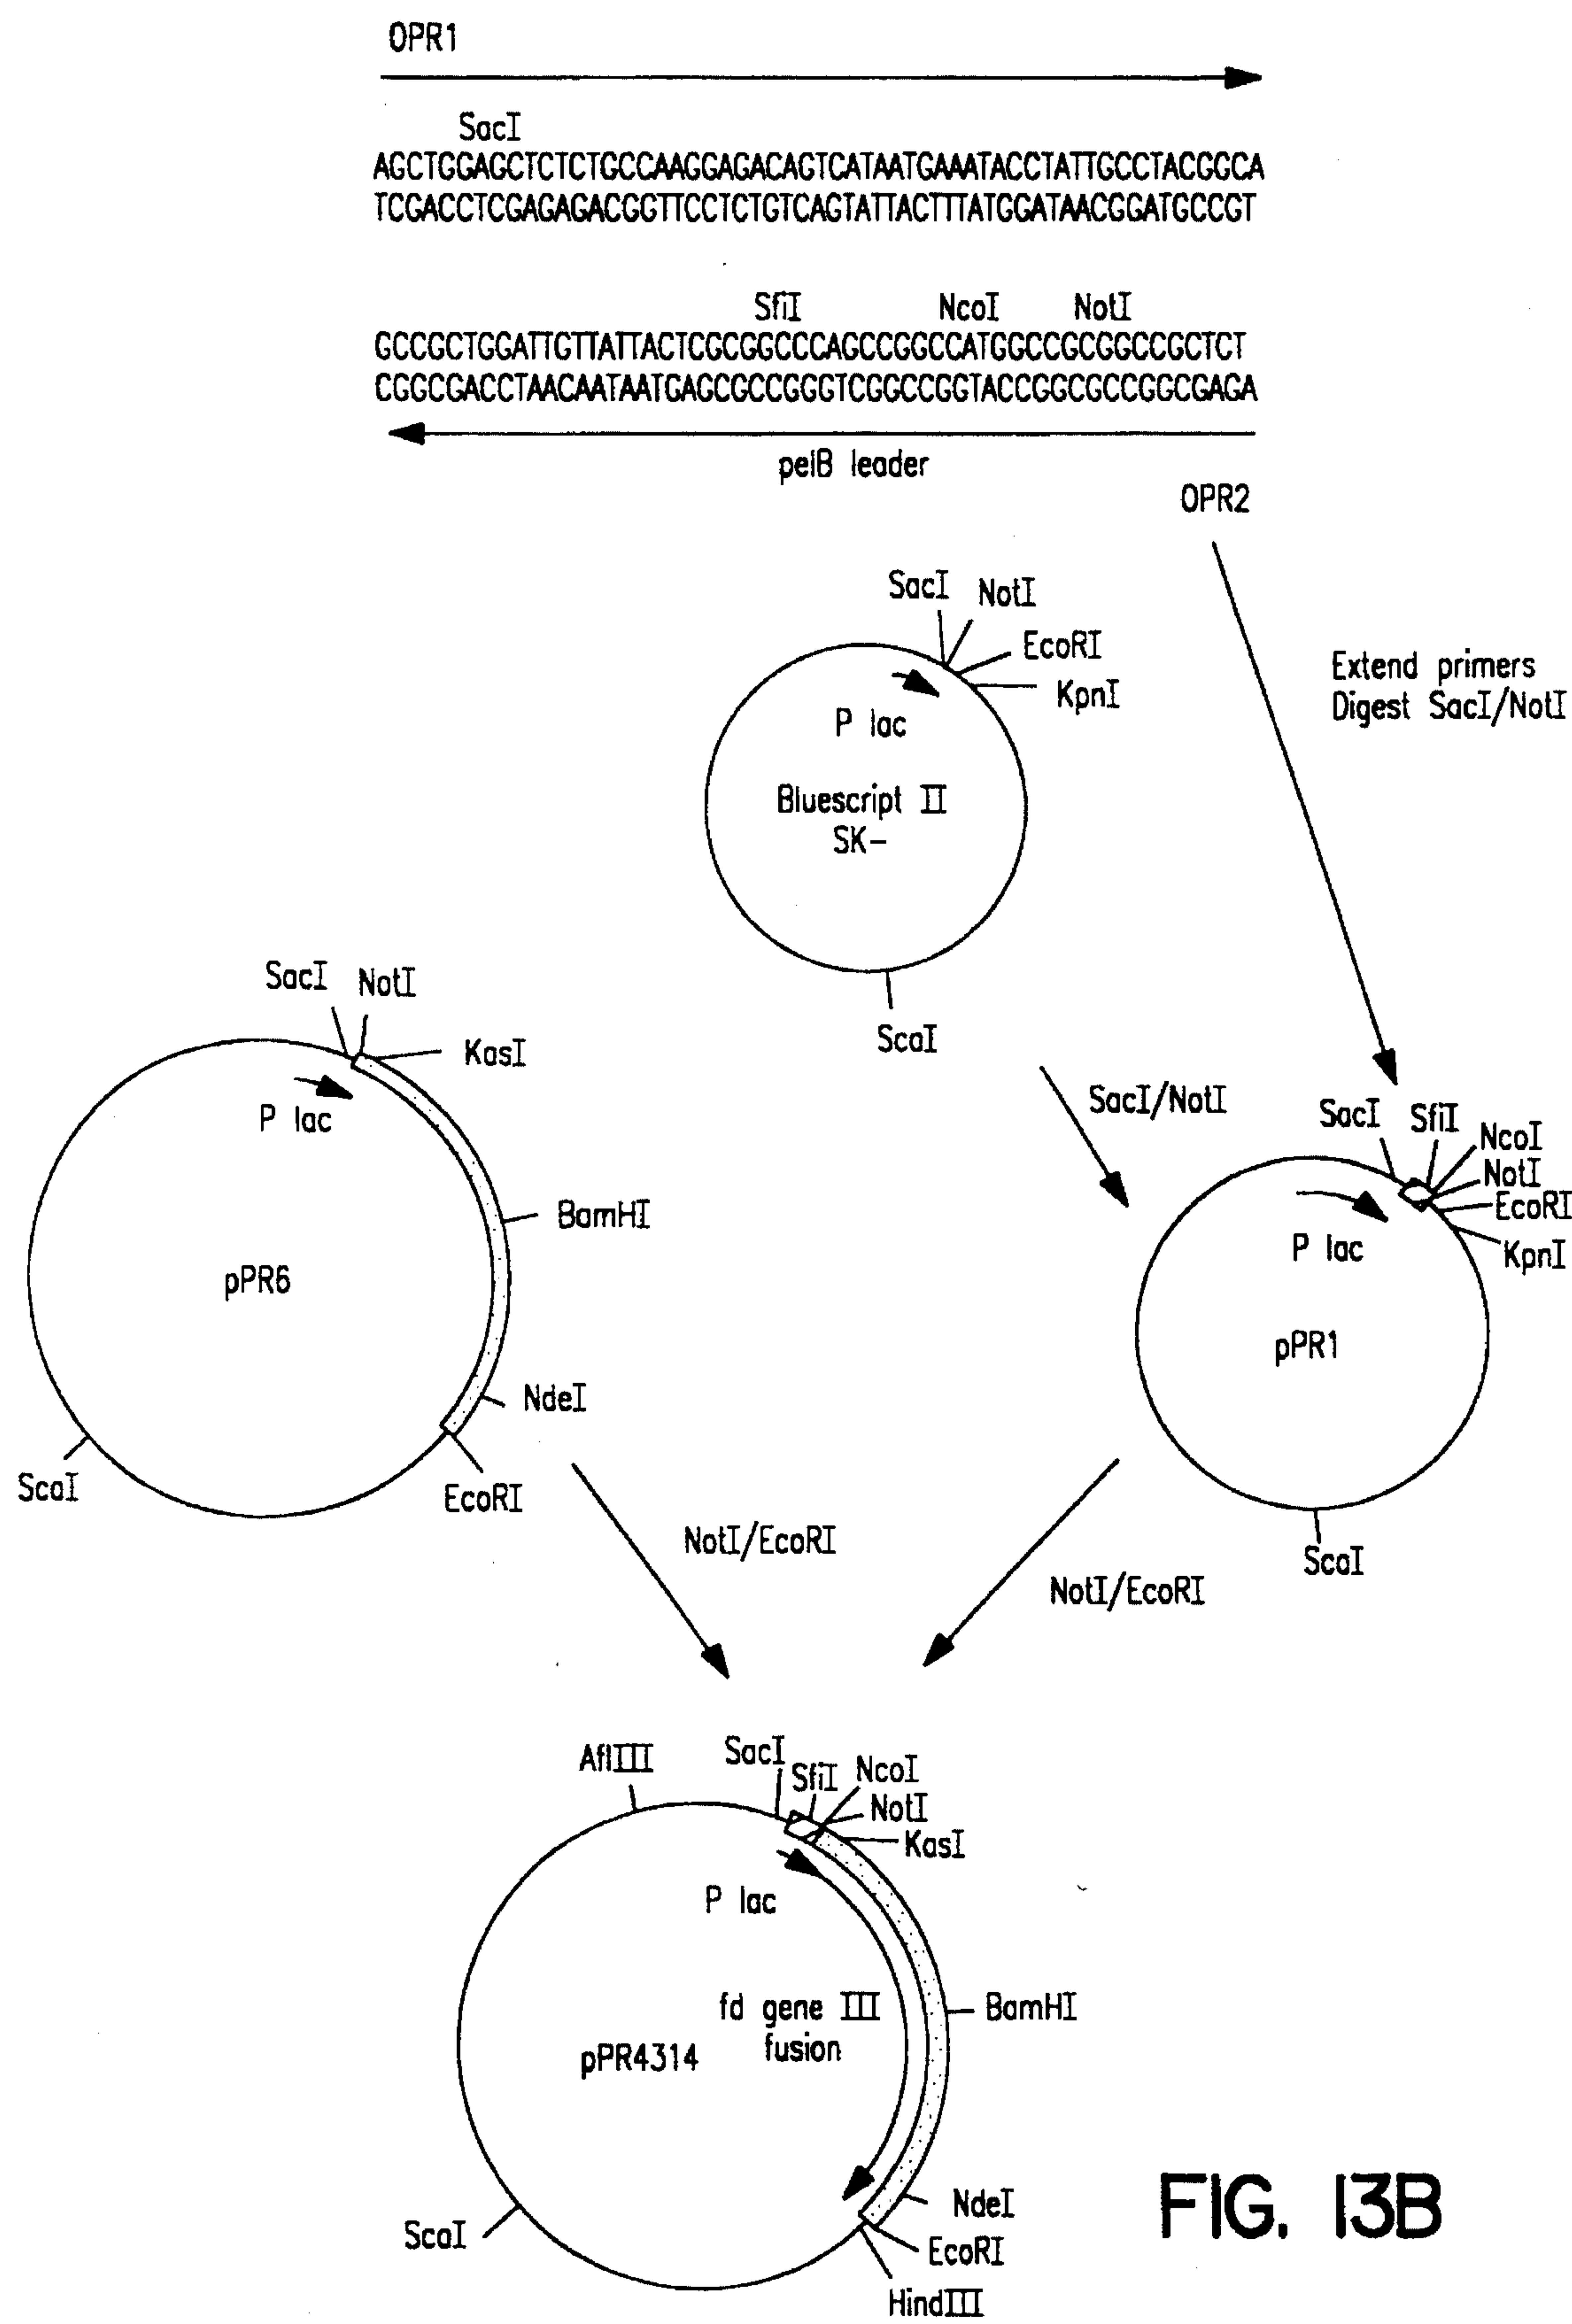 OPR1
SacI
AGCTGGAGCTCTCTGCCAAGGAGACAGTCATAATGAAATACCTATTGCCTACGGCA
TCGACCTCGAGAGACGGTTCCTCTGTCAGTATTACTTTATGGATAACGGATGCCGT
SfiI NcoI NotI
GCCGCTGGATTGTTATTACTCGCGGCCCAGCCGGCCATGGCCGCGGCCGCTCT
CGGCGACCTAACAATAATGAGCGCCGGGTCGGCCGGTACCGGCGCCGGCGAGA
pelB leader
OPR2
SacI NotI
EcoRI
KpnI
P lac
Bluescript II
SK-
ScaI
Extend primers
Digest SacI/NotI
SacI NotI
KasI
P lac
BamHI
pPR6
NdeI
EcoRI
ScaI
SacI/NotI
SacI SfiI
NcoI
NotI
EcoRI
KpnI
P lac
pPR1
ScaI
NotI/EcoRI
NotI/EcoRI
AflIII
SacI
SfiI
NcoI
NotI
KasI
P lac
fd gene III
fusion
BamHI
pPR4314
NdeI
EcoRI
HindIII
ScaI
FIG. 13B